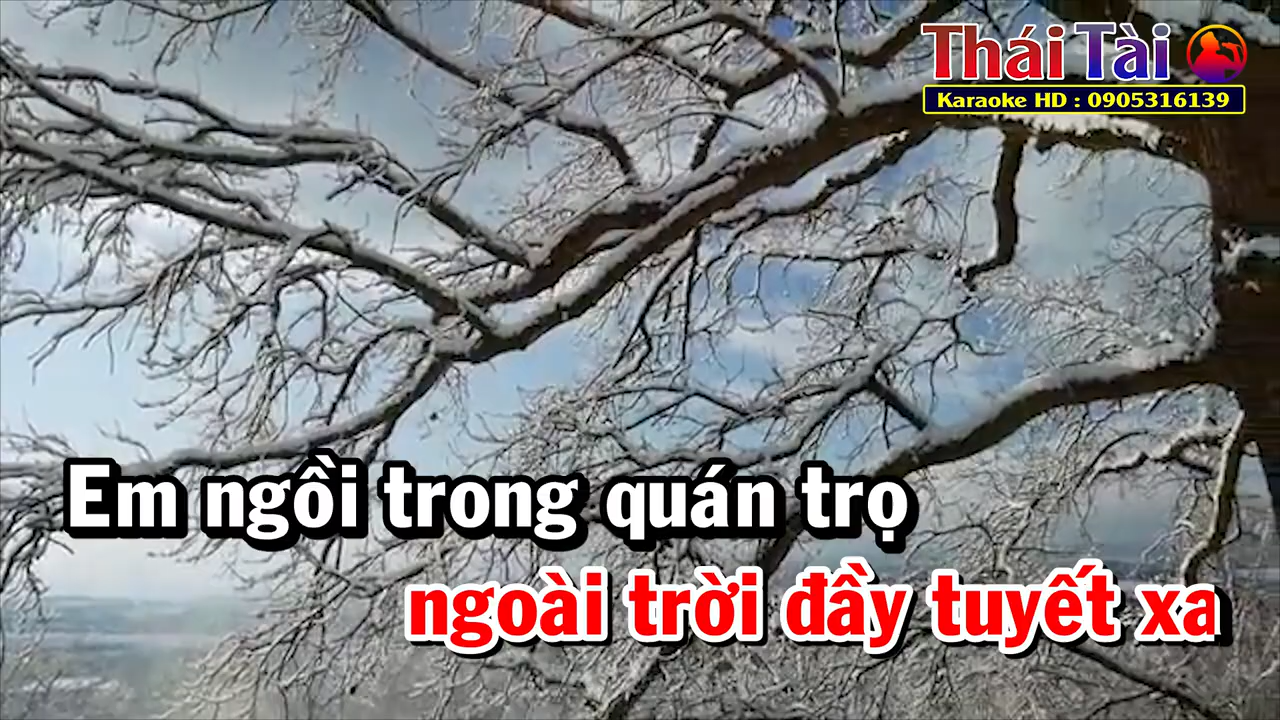 Thái Tài
Karaoke HD : 0905316139
Em ngồi trong quán trọ
ngoài trời đầy tuyết xa